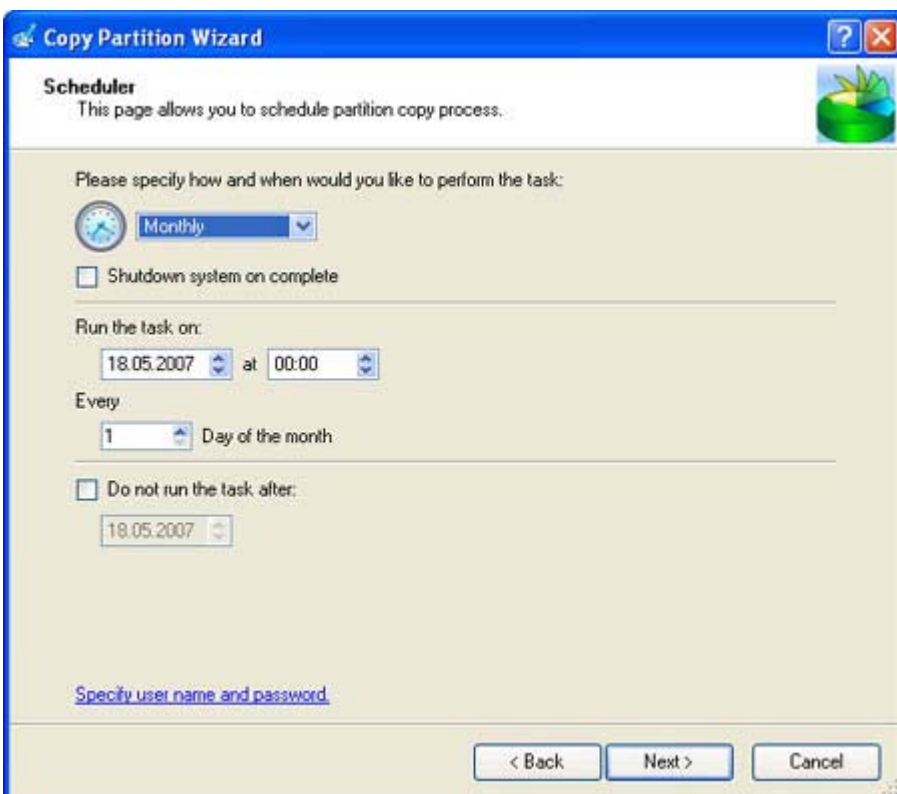 Copy Partition Wizard
Scheduler
This page allows you to schedule partition copy process.
Please specify how and when would you like to perform the task:
Monthly
Shutdown system on complete
Run the task on:
18.05.2007 at 00:00
Every
1 Day of the month
Do not run the task after:
18.05.2007
Specify user name and password.
< Back Next > Cancel